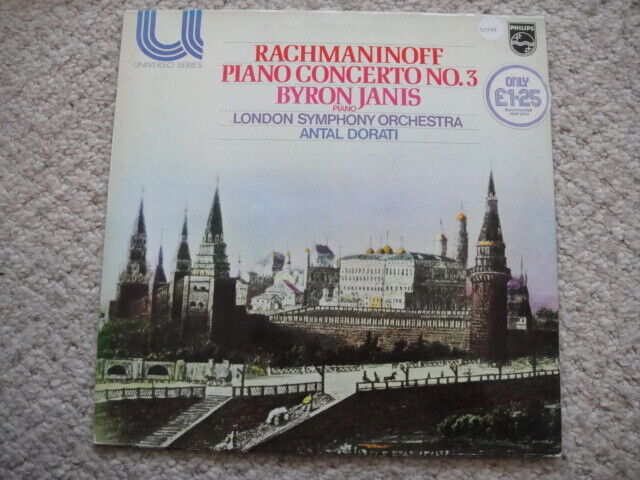 UNIVERSO SERIES
RACHMANINOFF
PIANO CONCERTO NO. 3
BYRON JANIS
PIANO
LONDON SYMPHONY ORCHESTRA
ANTAL DORATI
PHILIPS
ONLY
£1·25